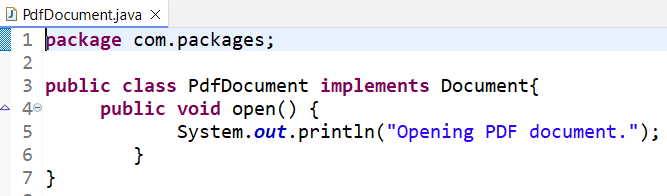 PdfDocument.java
1 package com.packages;
2
3 public class PdfDocument implements Document{
4 public void open() {
5 System.out.println("Opening PDF document.");
6 }
7 }